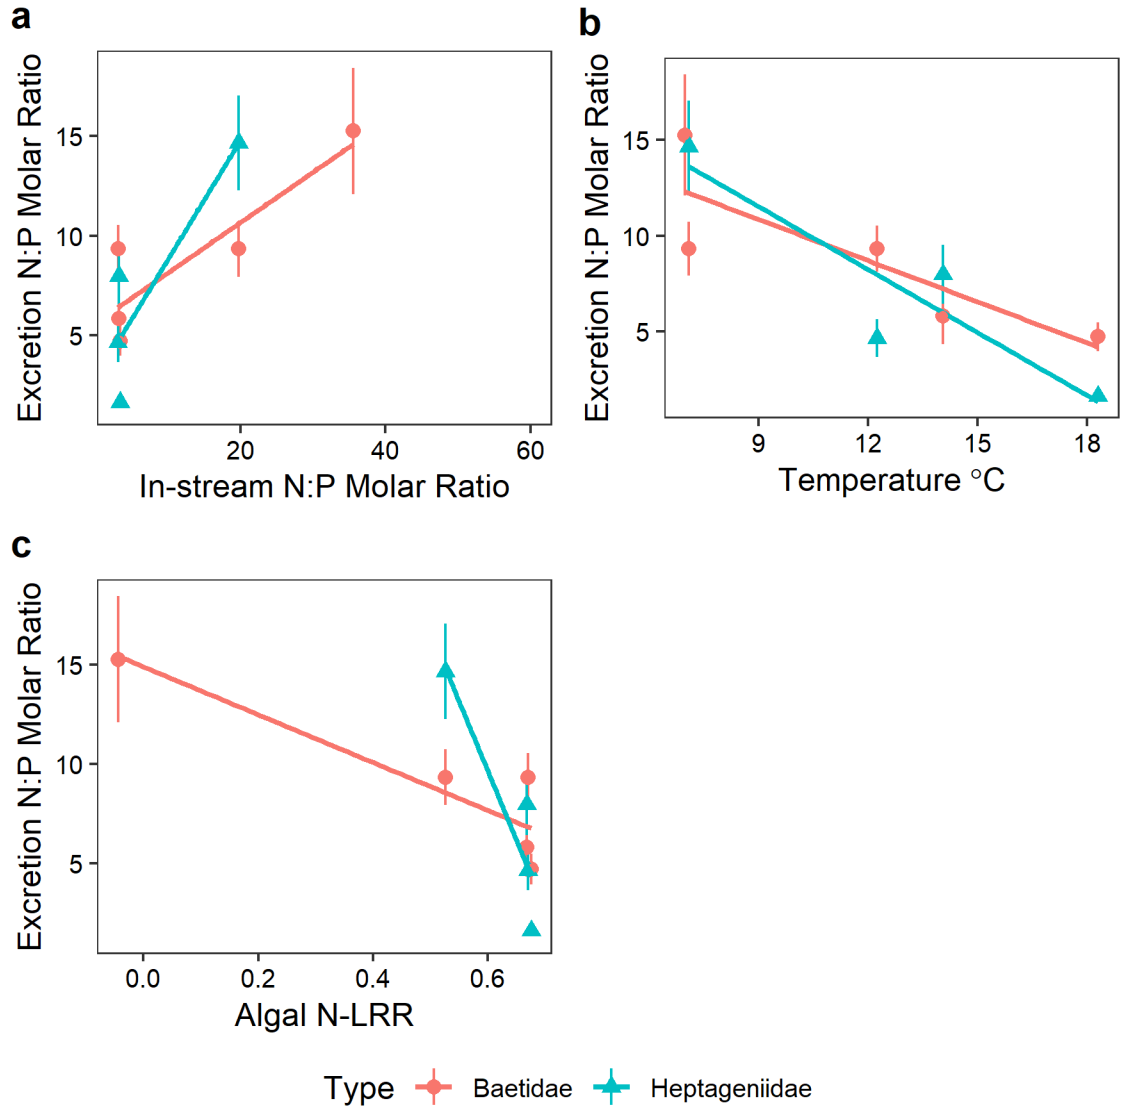 a
Excretion N:P Molar Ratio
15
10
5
20 40 60
In-stream N:P Molar Ratio
b
Excretion N:P Molar Ratio
15
10
5
9 12 15 18
Temperature °C
c
Excretion N:P Molar Ratio
15
10
5
0.0 0.2 0.4 0.6
Algal N-LRR
Type Baetidae Heptageniidae